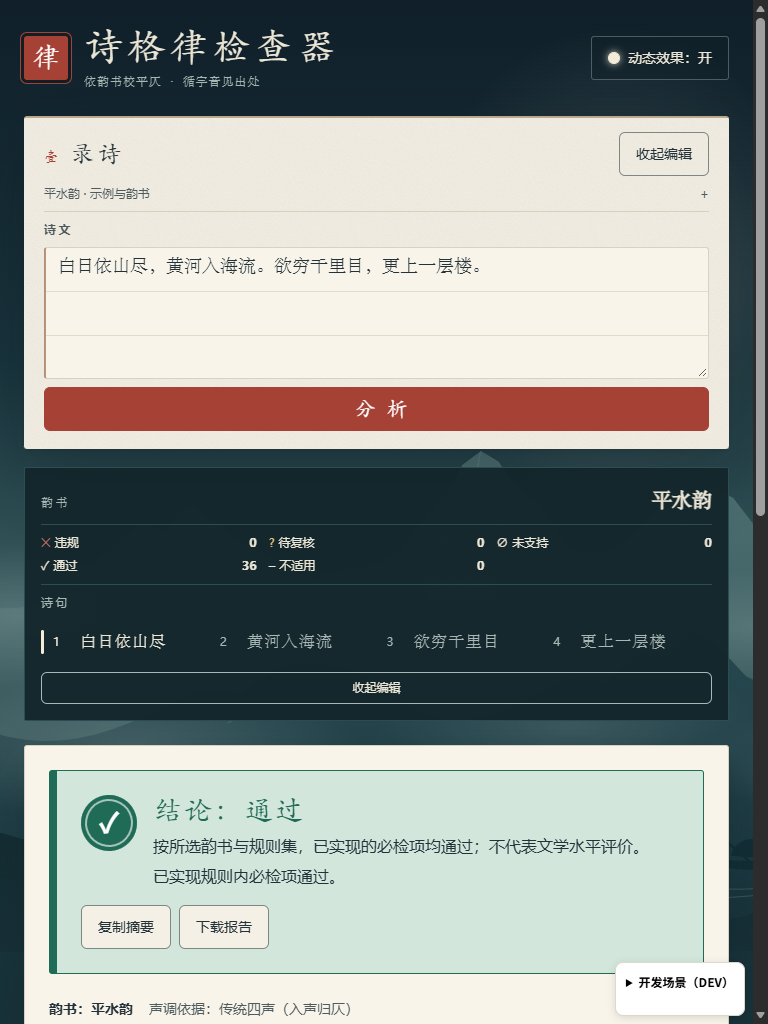 律
诗格律检查器
依韵书校平仄 · 循字音见出处
动态效果：开
壹 录诗
收起编辑
平水韵 · 示例与韵书 +
诗文
白日依山尽，黄河入海流。欲穷千里目，更上一层楼。
分析
韵书 平水韵
✕ 违规 0 ? 待复核 0 ∅ 未支持 0
✓ 通过 36 – 不适用 0
诗句
1 白日依山尽 2 黄河入海流 3 欲穷千里目 4 更上一层楼
收起编辑
结论：通过
按所选韵书与规则集，已实现的必检项均通过；不代表文学水平评价。
已实现规则内必检项通过。
复制摘要 下载报告
▶ 开发场景（DEV）
韵书：平水韵 声调依据：传统四声（入声归仄）